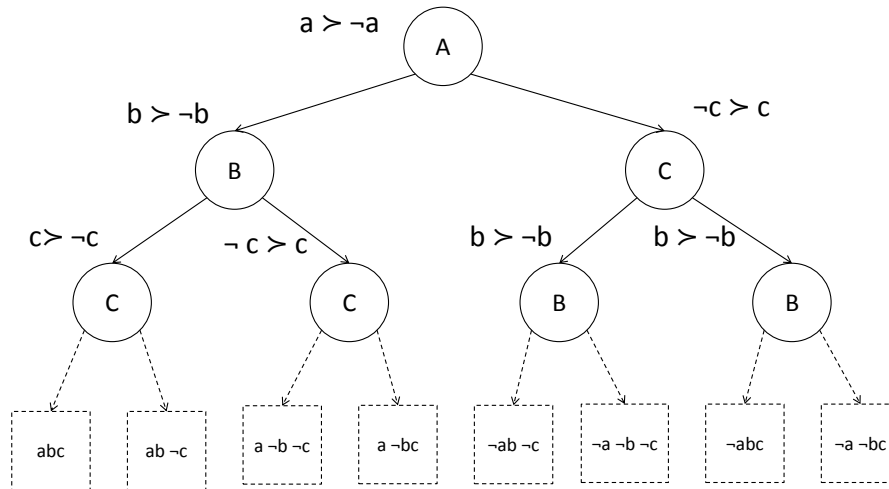 a ≻ ¬a
A
b ≻ ¬b
¬c ≻ c
B
C
c≻ ¬c
¬ c ≻ c
b ≻ ¬b
b ≻ ¬b
C
C
B
B
abc
ab ¬c
a ¬b ¬c
a ¬bc
¬ab ¬c
¬a ¬b ¬c
¬abc
¬a ¬bc